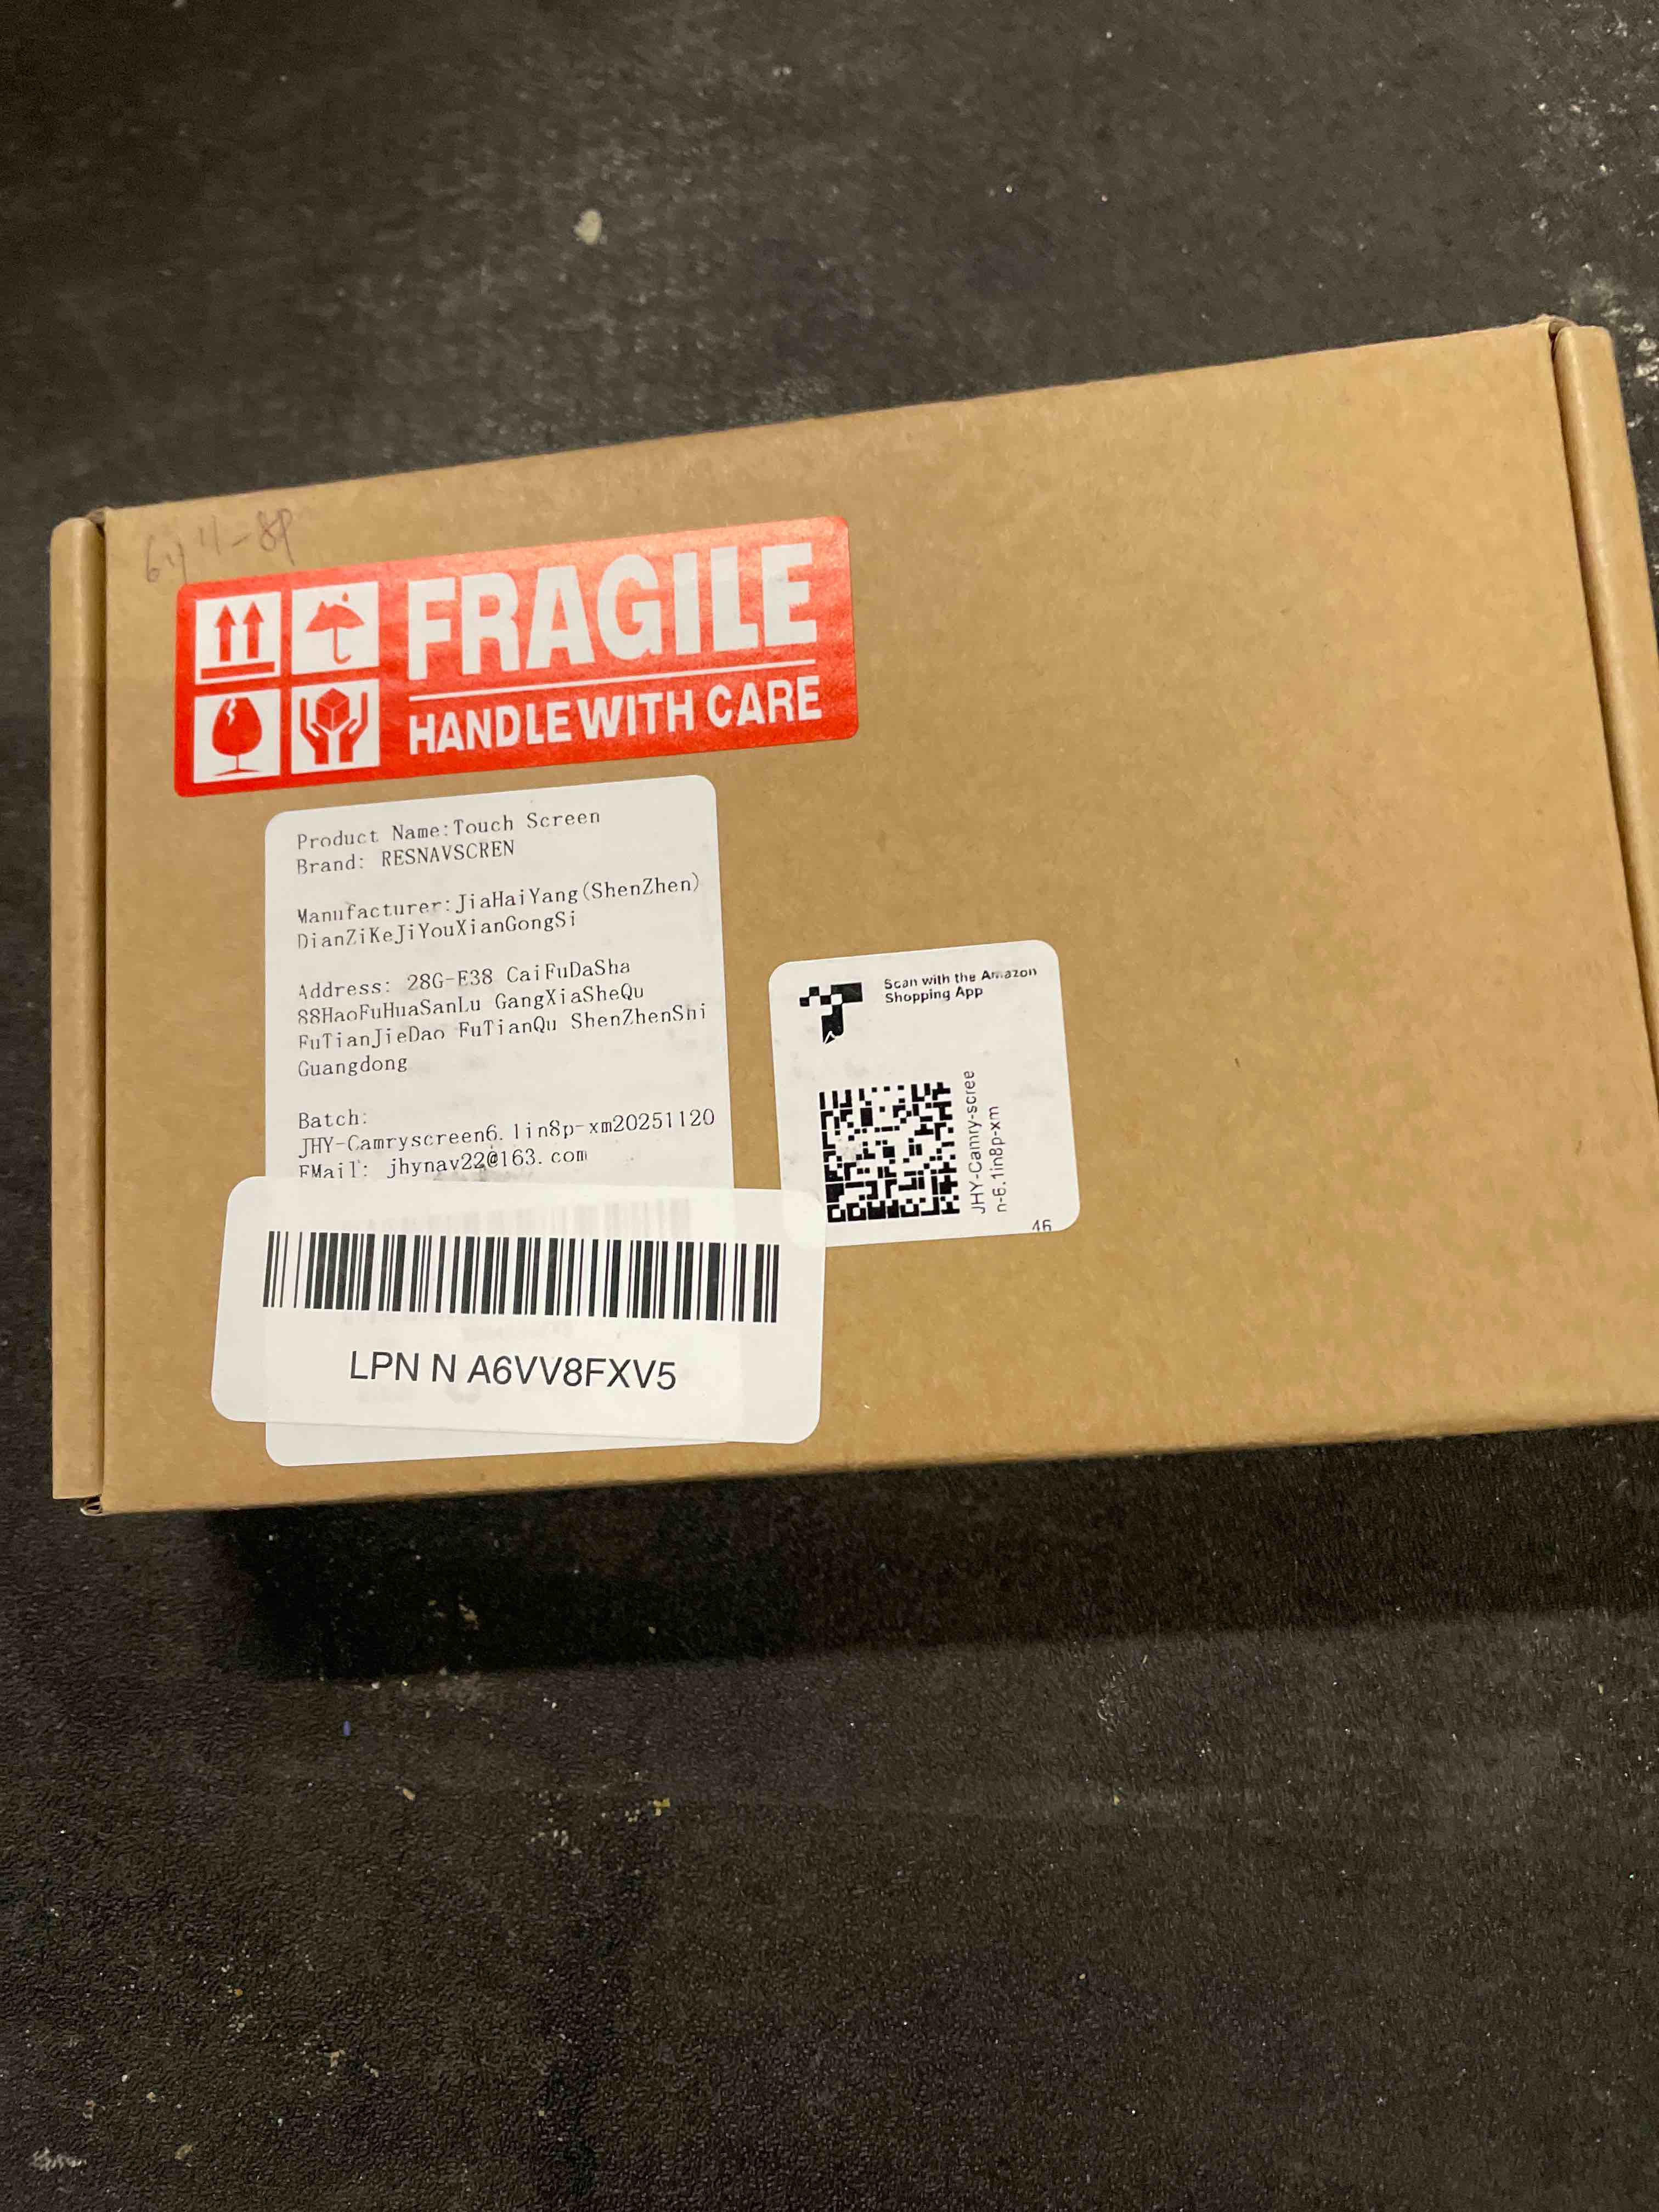 FRAGILE
HANDLE WITH CARE
Product Name:Touch Screen
Brand: RESNAVSCREN
Manufacturer:JiaHaiYang(ShenZhen)
DianZiKeJiYouXianGongSi
Address: 28G-E38 CaiFuDaSha
88HaoFuHuaSanLu GangXiaSheQu
FuTianJieDao FuTianQu ShenZhenShi
Guangdong
Batch:
JHY-Camryscreen6.1in8p-xm20251120
EMail: jhynav22@163.com
Scan with the Amazon
Shopping App
JHY-Camry-scree
n-6.1in8p-xm
46
LPN N A6VV8FXV5